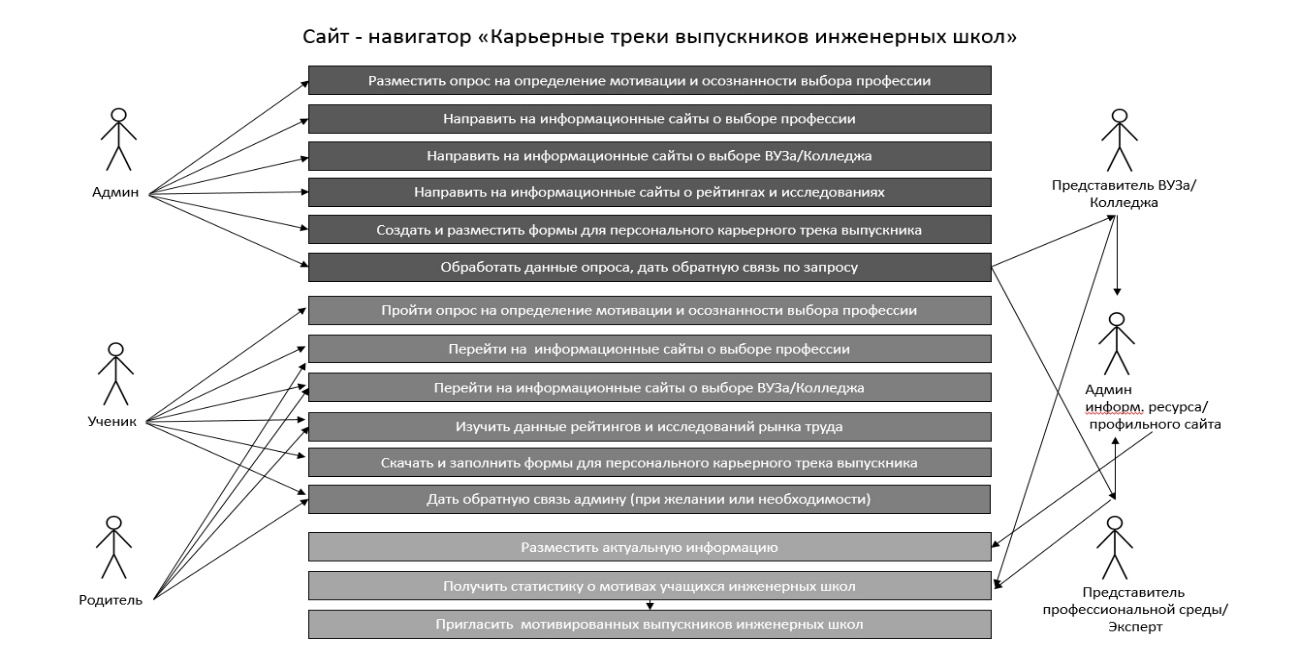 Сайт - навигатор «Карьерные треки выпускников инженерных школ»
Разместить опрос на определение мотивации и осознанности выбора профессии
Направить на информационные сайты о выборе профессии
Направить на информационные сайты о выборе ВУЗа/Колледжа
Направить на информационные сайты о рейтингах и исследованиях
Создать и разместить формы для персонального карьерного трека выпускника
Обработать данные опроса, дать обратную связь по запросу
Админ
Пройти опрос на определение мотивации и осознанности выбора профессии
Перейти на информационные сайты о выборе профессии
Перейти на информационные сайты о выборе ВУЗа/Колледжа
Изучить данные рейтингов и исследований рынка труда
Скачать и заполнить формы для персонального карьерного трека выпускника
Дать обратную связь админу (при желании или необходимости)
Ученик
Родитель
Разместить актуальную информацию
Получить статистику о мотивах учащихся инженерных школ
Пригласить мотивированных выпускников инженерных школ
Представитель ВУЗа/
Колледжа
Админ
информ. ресурса/
профильного сайта
Представитель
профессиональной среды/
Эксперт